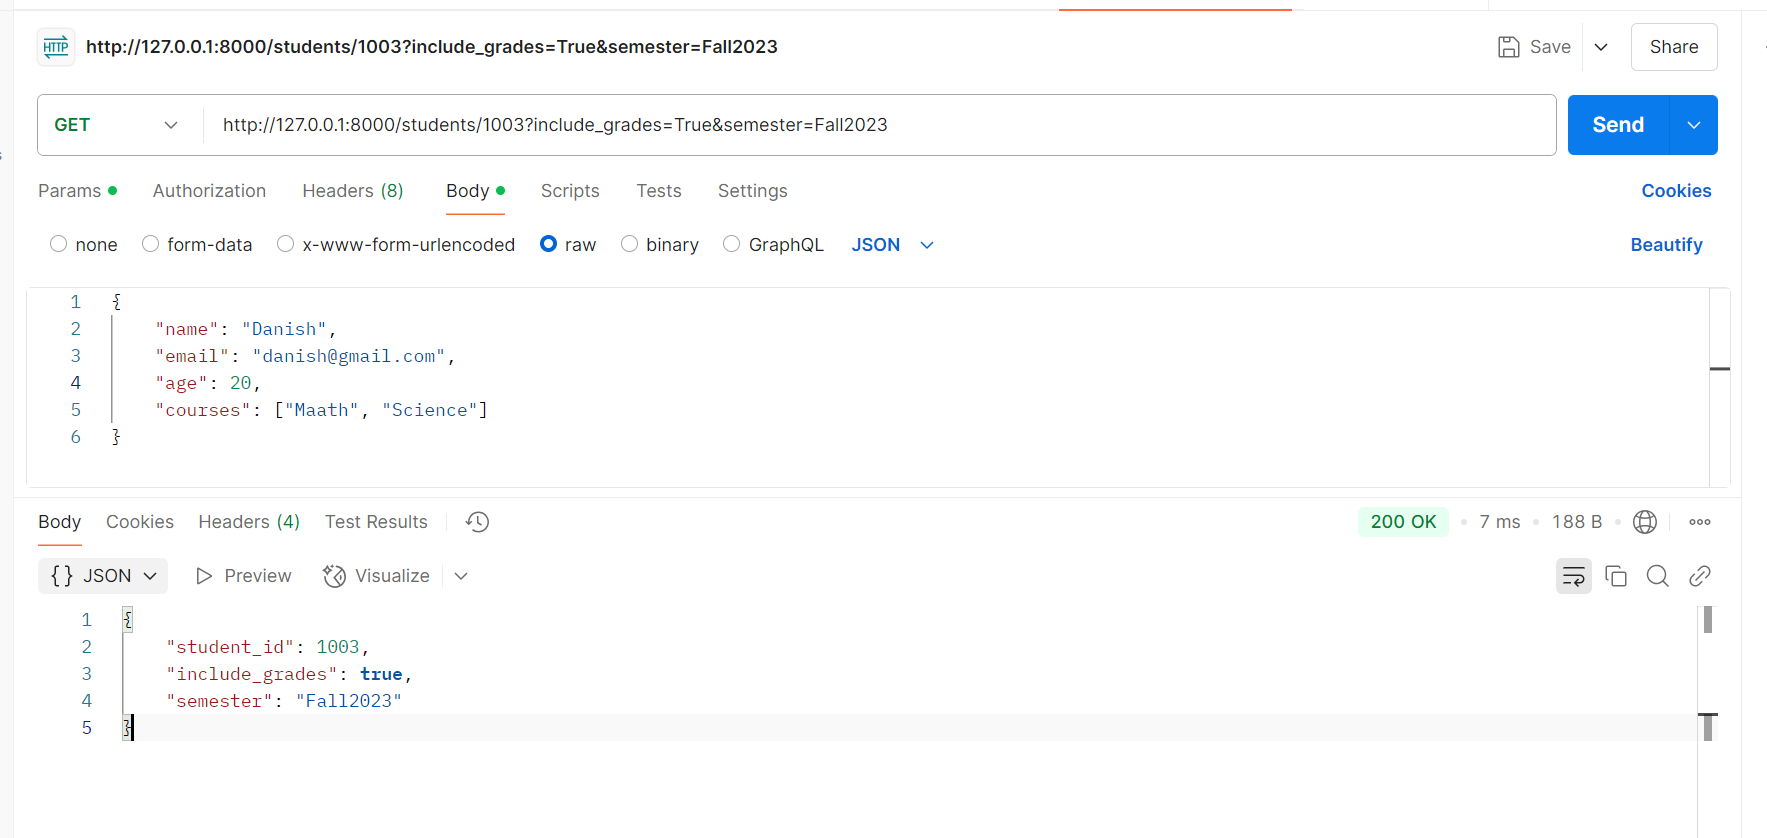 HTTP http://127.0.0.1:8000/students/1003?include_grades=True&semester=Fall2023 Save Share
GET http://127.0.0.1:8000/students/1003?include_grades=True&semester=Fall2023 Send
Params Authorization Headers (8) Body Scripts Tests Settings Cookies
none form-data x-www-form-urlencoded raw binary GraphQL JSON Beautify
1 {
2 "name": "Danish",
3 "email": "danish@gmail.com",
4 "age": 20,
5 "courses": ["Maath", "Science"]
6 }
Body Cookies Headers (4) Test Results 200 OK 7 ms 188 B
{} JSON Preview Visualize
1 {
2 "student_id": 1003,
3 "include_grades": true,
4 "semester": "Fall2023"
5 }